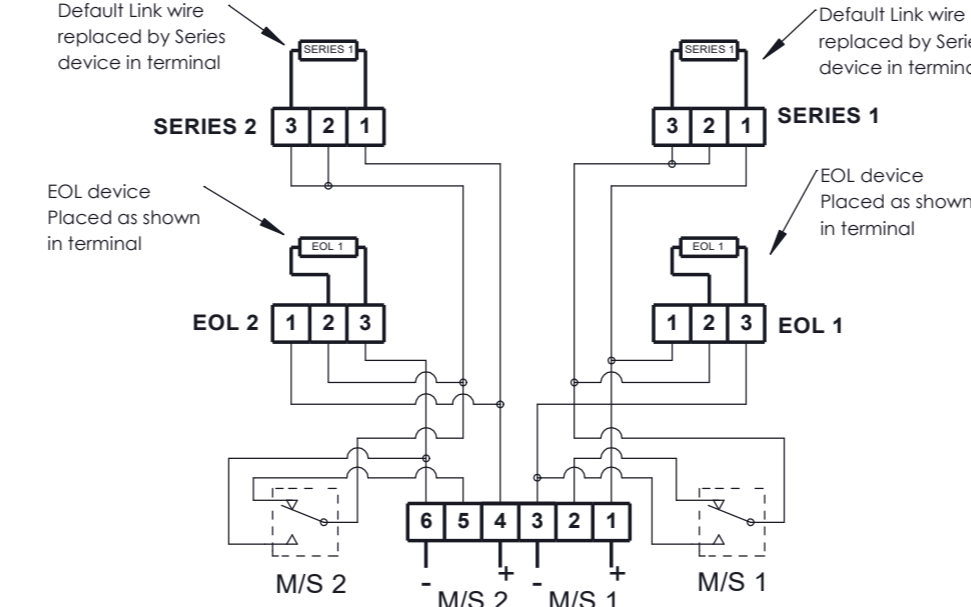 Default Link wire
replaced by Series
device in terminal
SERIES 1
SERIES 2 3 2 1
EOL device
Placed as shown
in terminal
EOL 1
EOL 2 1 2 3
Default Link wire
replaced by Serie
device in termina
SERIES 1
3 2 1 SERIES 1
EOL device
Placed as shown
in terminal
EOL 1
1 2 3 EOL 1
6 5 4 3 2 1
- + - +
M/S 2 M/S 2 M/S 1 M/S 1